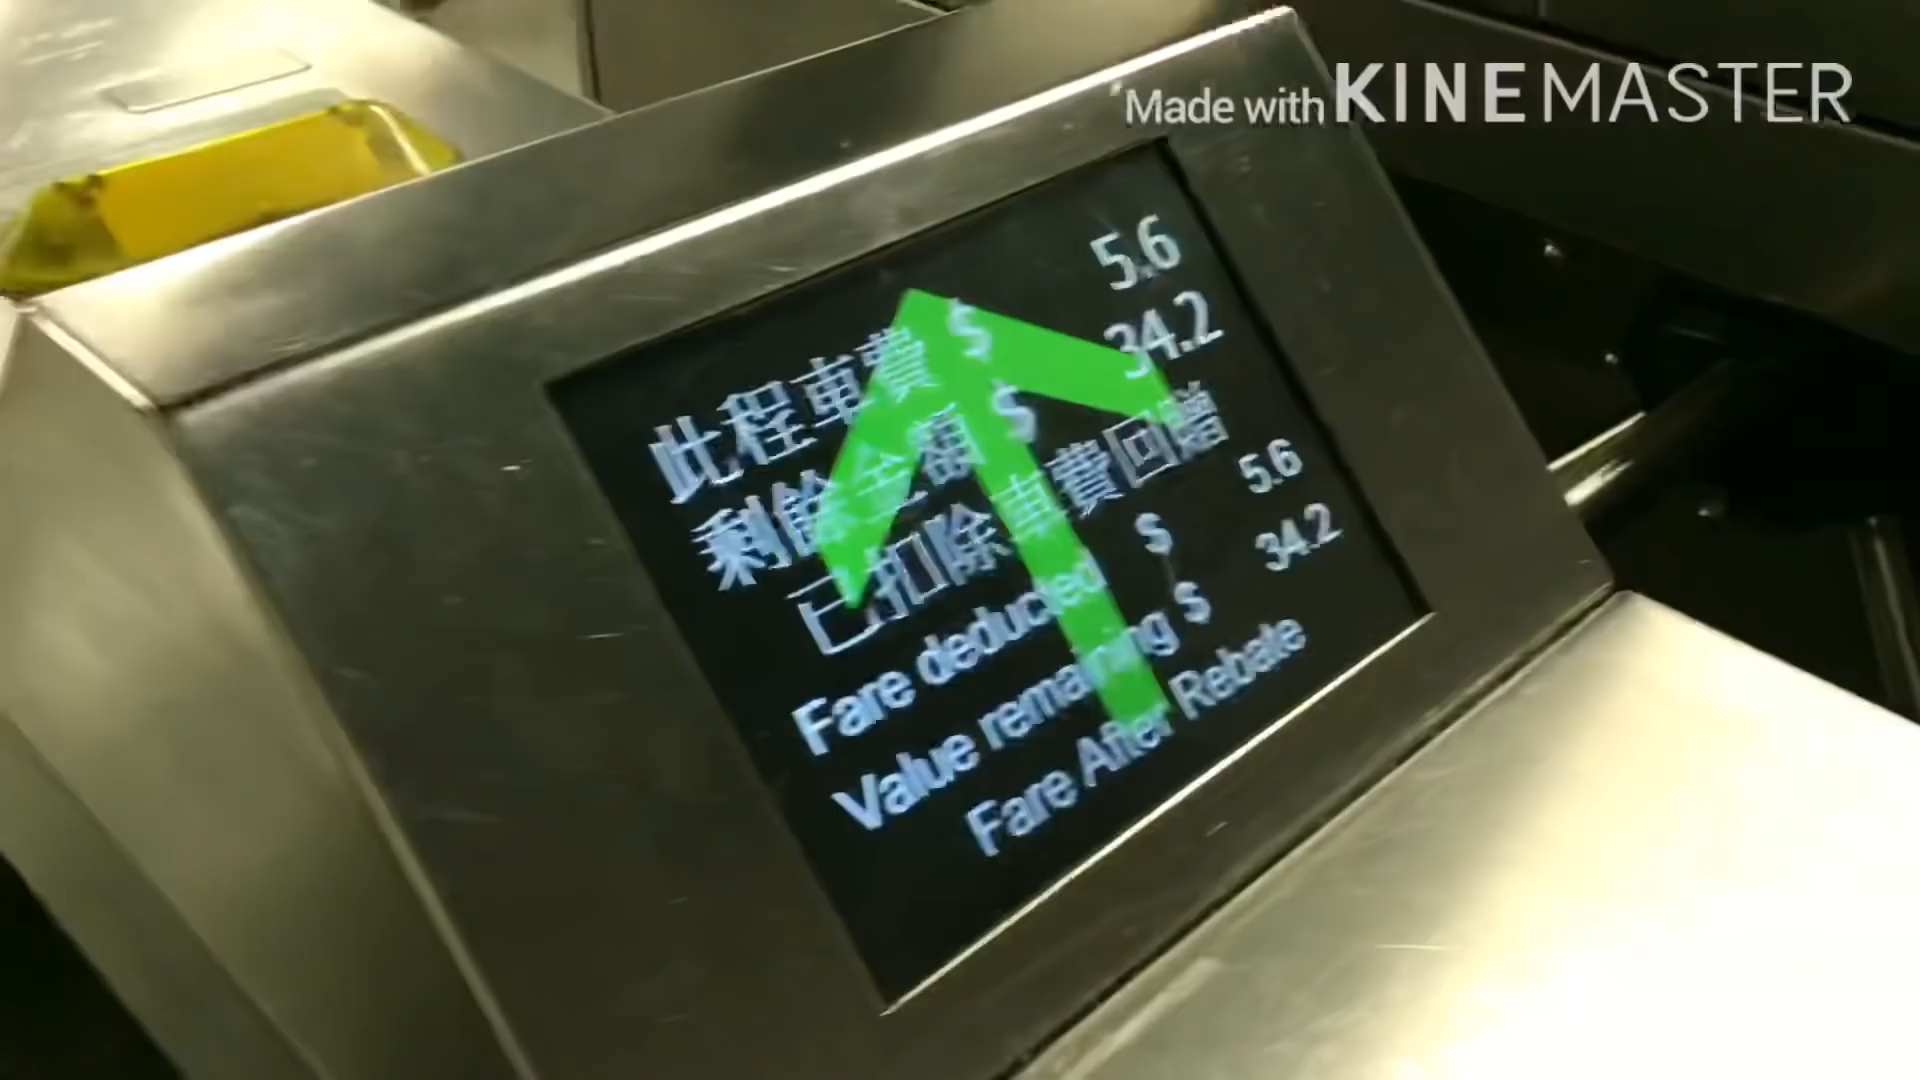 Made with KINEMASTER
此程車費 $ 5.6
剩餘金額 $ 34.2
已扣除車費回贈
Fare deducted $ 5.6
Value remaining $ 34.2
Fare After Rebate